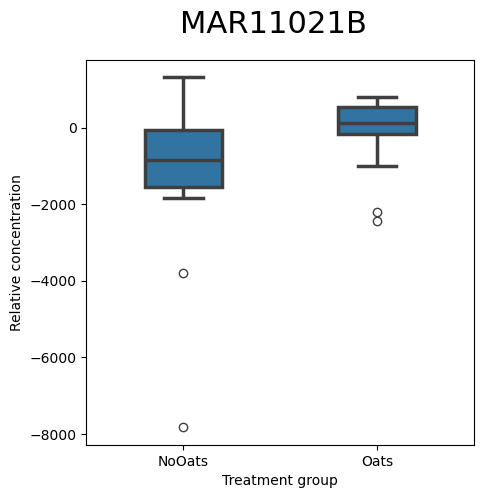 MAR11021B
Relative concentration
0
−2000
−4000
−6000
−8000
NoOats
Oats
Treatment group